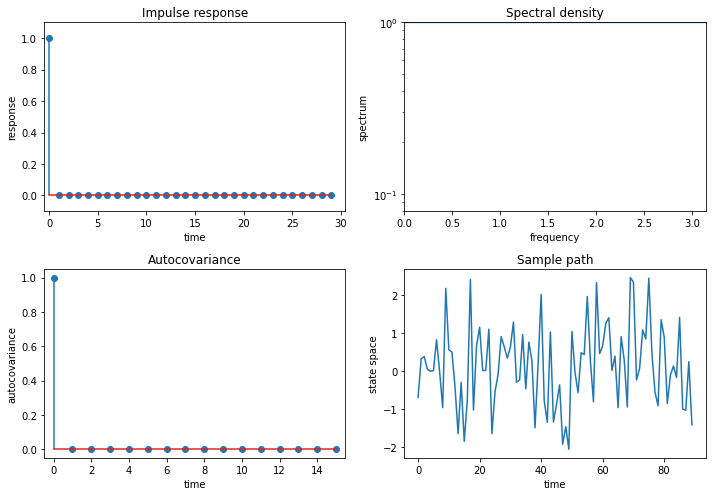 Impulse response
1.0
0.8
0.6
0.4
0.2
0.0
response
0 5 10 15 20 25 30
time
Spectral density
10⁰
10⁻¹
spectrum
0.0 0.5 1.0 1.5 2.0 2.5 3.0
frequency
Autocovariance
1.0
0.8
0.6
0.4
0.2
0.0
autocovariance
0 2 4 6 8 10 12 14
time
Sample path
2
1
0
−1
−2
state space
0 20 40 60 80
time